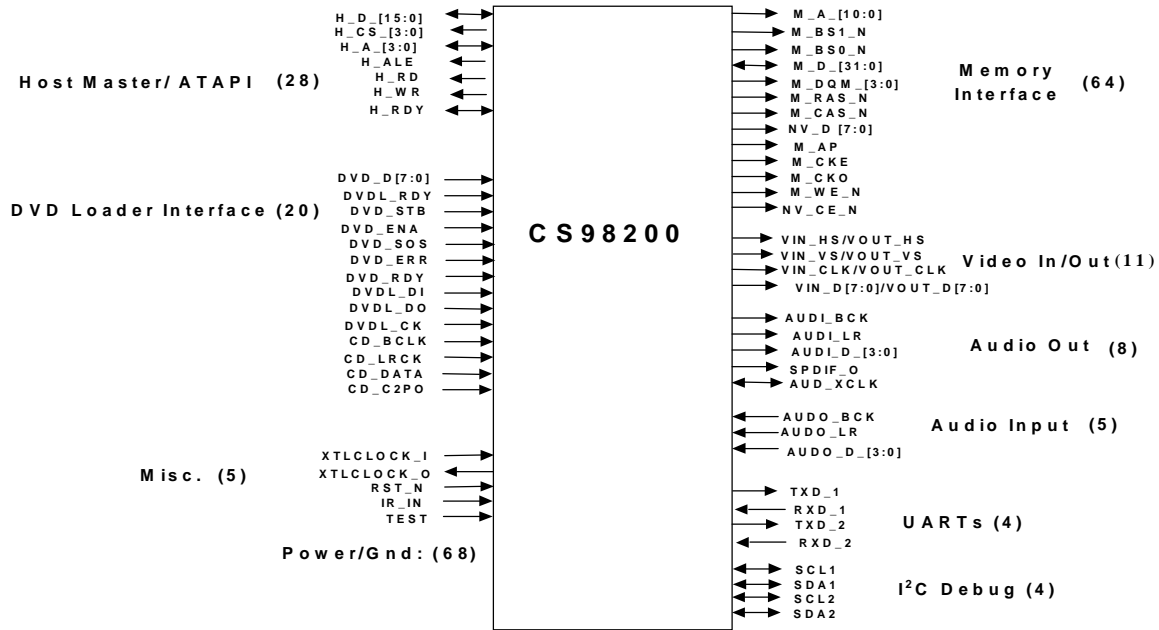 H_D_[15:0]
H_CS_[3:0]
H_A_[3:0]
H_ALE
H_RD
H_WR
H_RDY
Host Master/ ATAPI (28)
DVD_D[7:0]
DVDL_RDY
DVD_STB
DVD_ENA
DVD_SOS
DVD_ERR
DVD_RDY
DVDL_DI
DVDL_DO
DVDL_CK
CD_BCLK
CD_LRCK
CD_DATA
CD_C2PO
DVD Loader Interface (20)
XTLCLOCK_I
XTLCLOCK_O
RST_N
IR_IN
TEST
Misc. (5)
Power/Gnd: (68)
CS98200
M_A_[10:0]
M_BS1_N
M_BS0_N
M_D_[31:0]
M_DQM_[3:0]
M_RAS_N
M_CAS_N
NV_D[7:0]
M_AP
M_CKE
M_CKO
M_WE_N
NV_CE_N
Memory
Interface (64)
VIN_HS/VOUT_HS
VIN_VS/VOUT_VS
VIN_CLK/VOUT_CLK
VIN_D[7:0]/VOUT_D[7:0]
Video In/Out(11)
AUDI_BCK
AUDI_LR
AUDI_D_[3:0]
SPDIF_O
AUD_XCLK
Audio Out (8)
AUDO_BCK
AUDO_LR
AUDO_D_[3:0]
Audio Input (5)
TXD_1
RXD_1
TXD_2
RXD_2
UARTs (4)
SCL1
SDA1
SCL2
SDA2
I²C Debug (4)